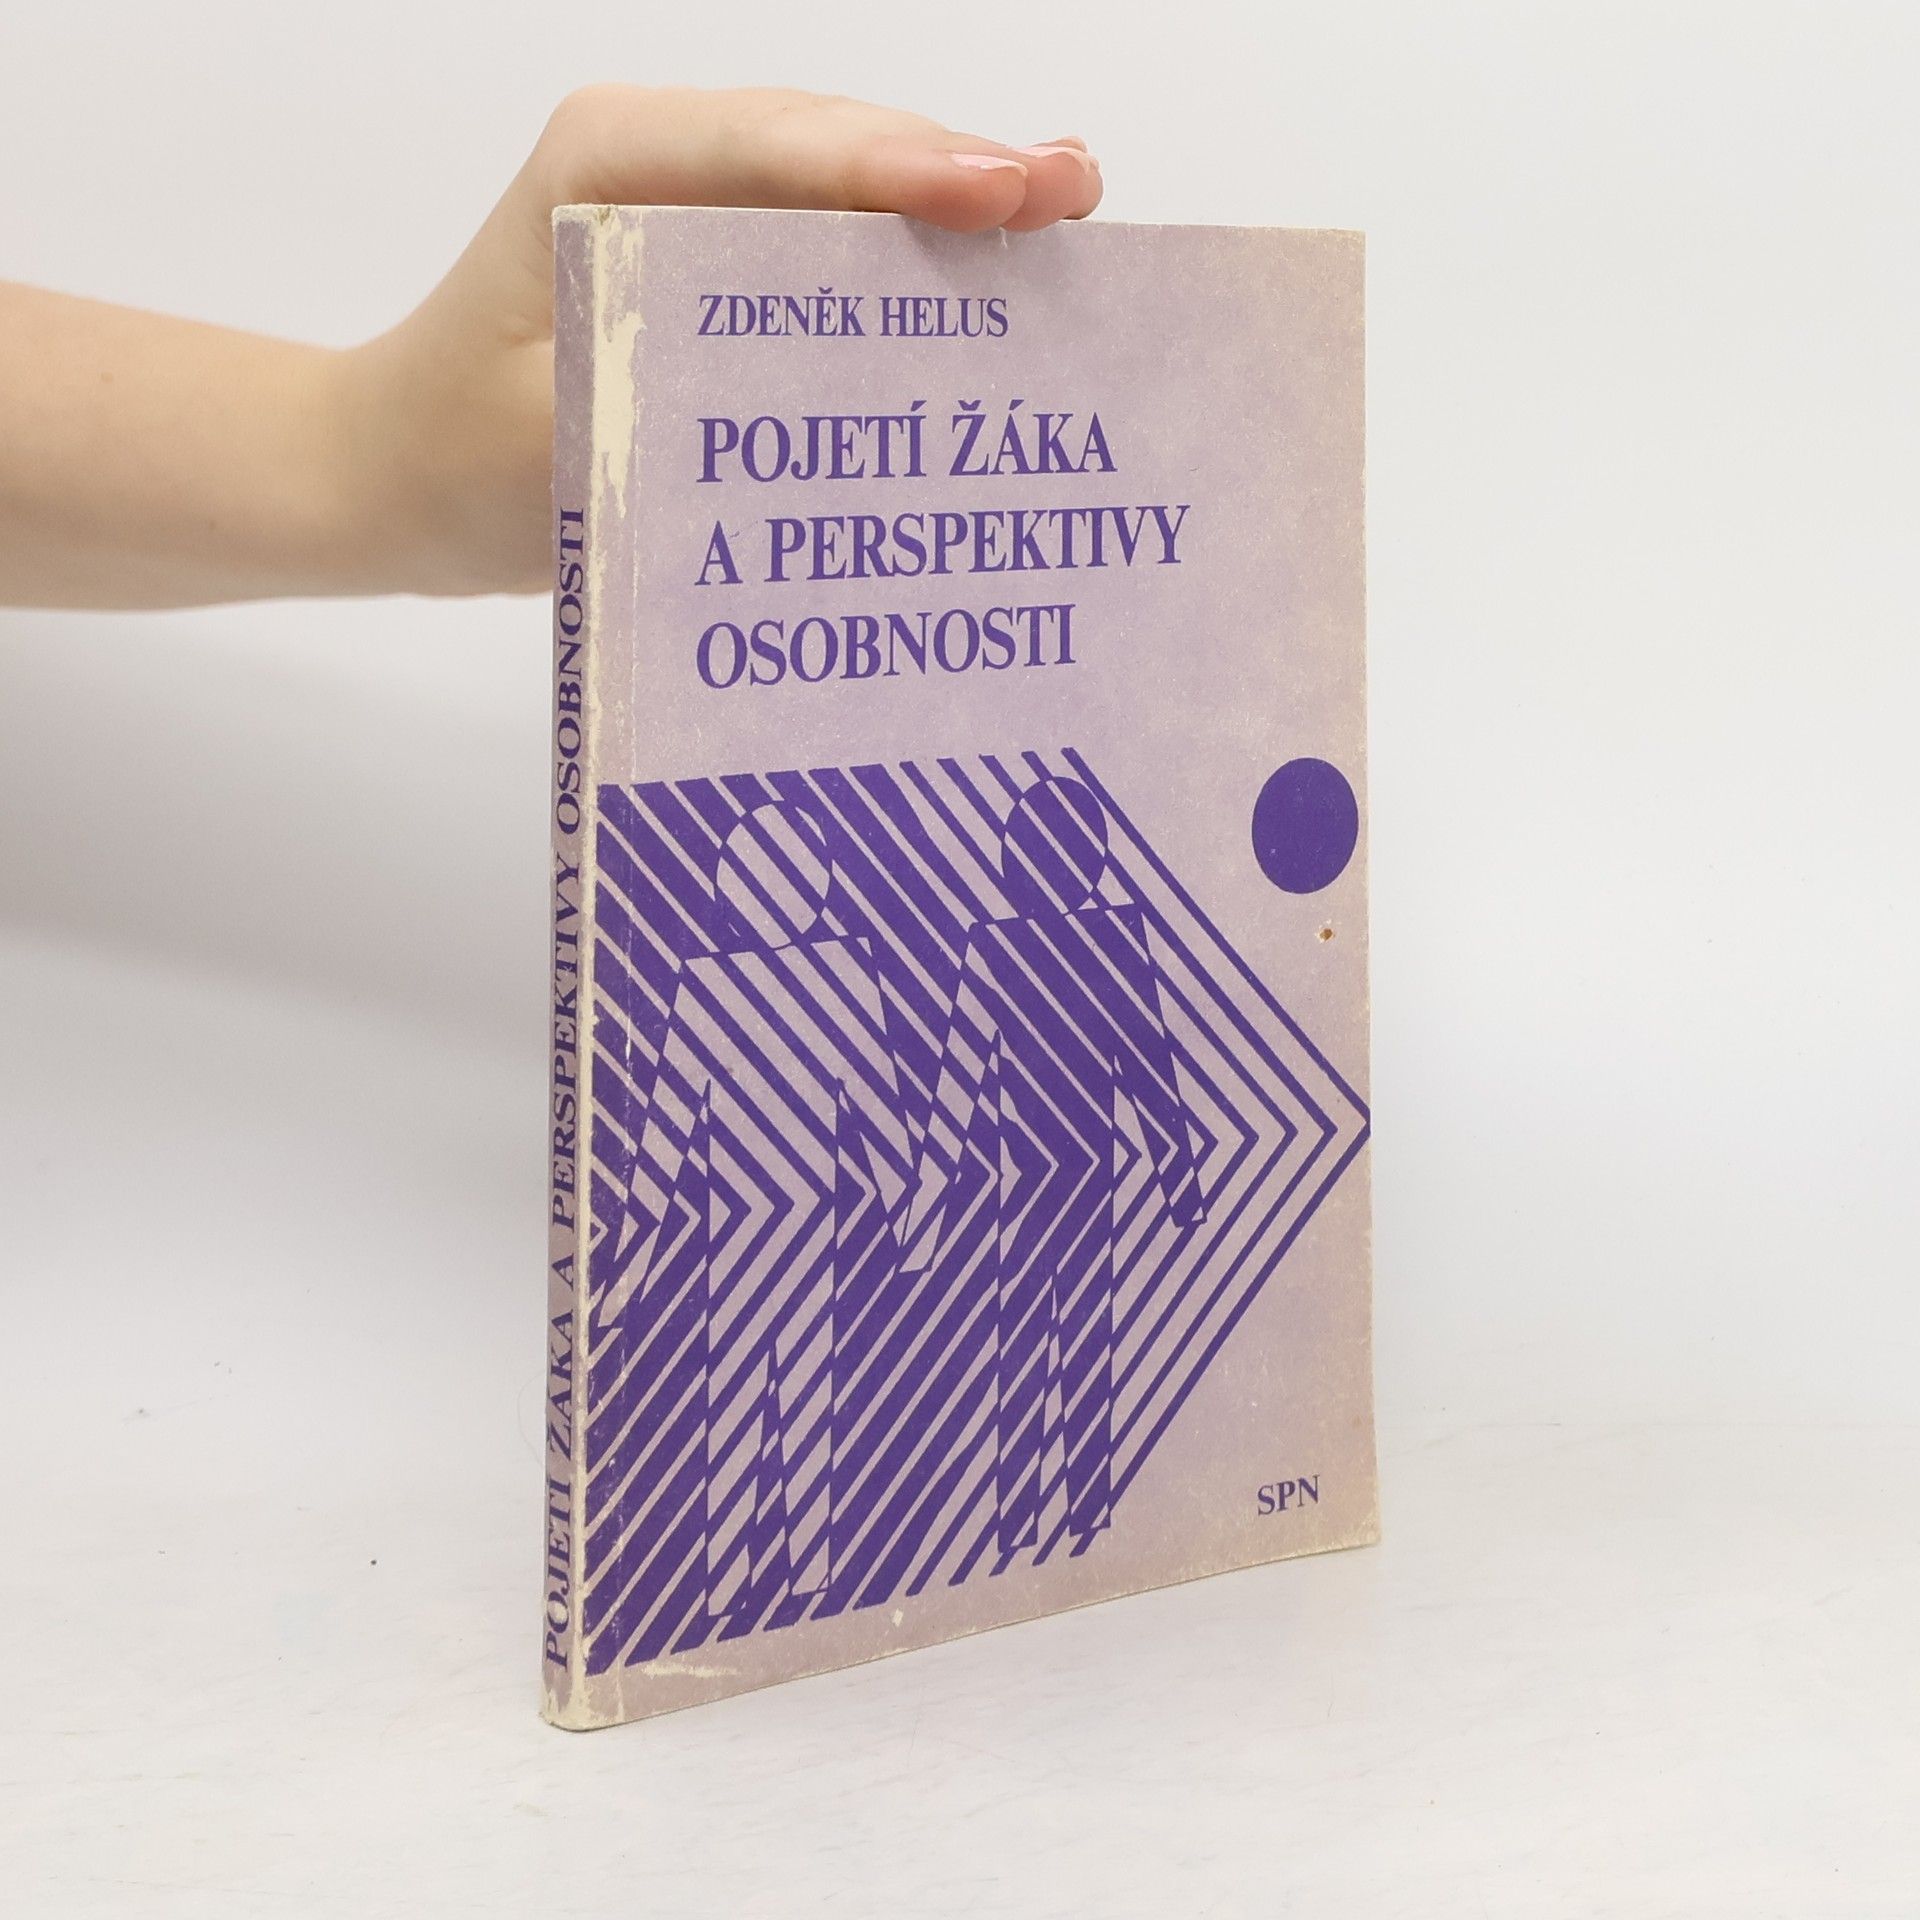 ZDENĚK HELUS
POJETÍ ŽÁKA
A PERSPEKTIVY
OSOBNOSTI
SPN
POJETÍ ŽÁKA A PERSPEKTIVY OSOBNOSTI